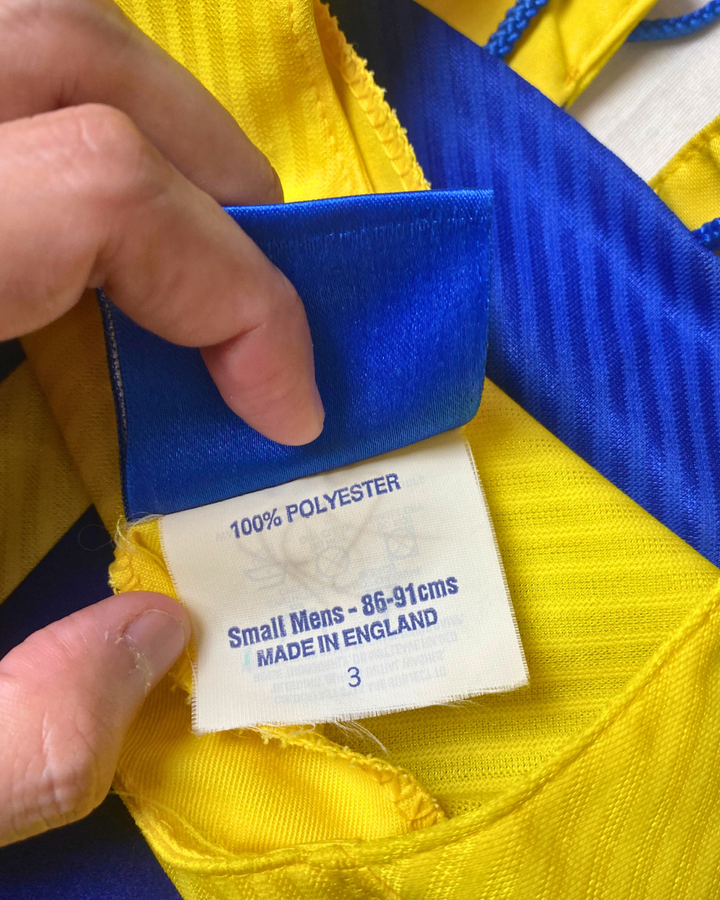 100% POLYESTER
Small Mens - 86-91cms
MADE IN ENGLAND
3